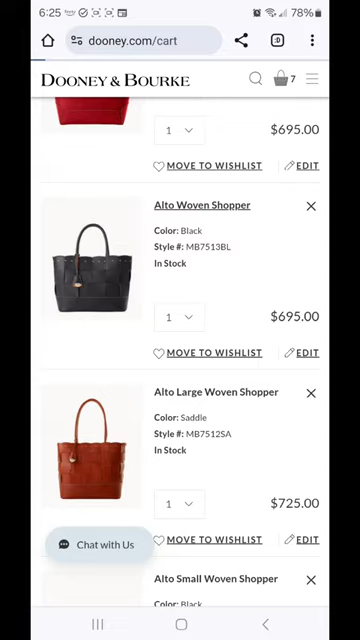 6:25
78%
dooney.com/cart
:D
DOONEY & BOURKE
7
1
$695.00
MOVE TO WISHLIST
EDIT
Alto Woven Shopper
Color: Black
Style #: MB7513BL
In Stock
1
$695.00
MOVE TO WISHLIST
EDIT
Alto Large Woven Shopper
Color: Saddle
Style #: MB7512SA
In Stock
1
$725.00
Chat with Us
MOVE TO WISHLIST
EDIT
Alto Small Woven Shopper
Color: Black